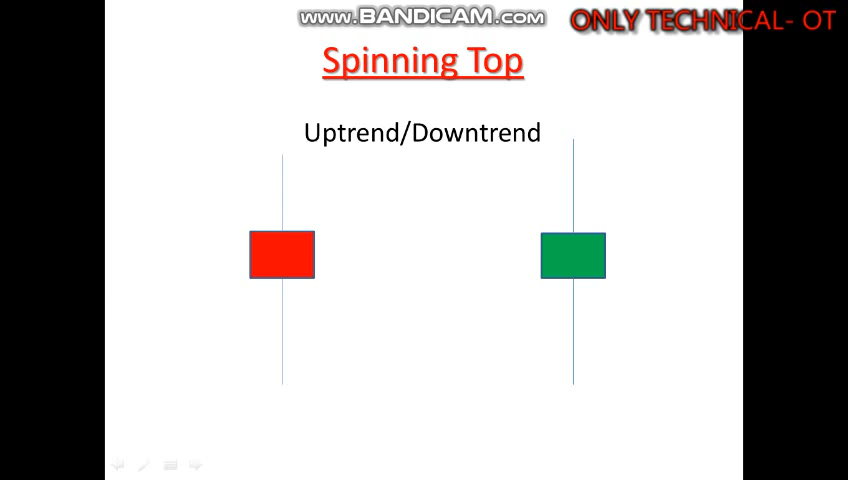 www.BANDICAM.com
ONLY TECHNICAL- OT
Spinning Top
Uptrend/Downtrend